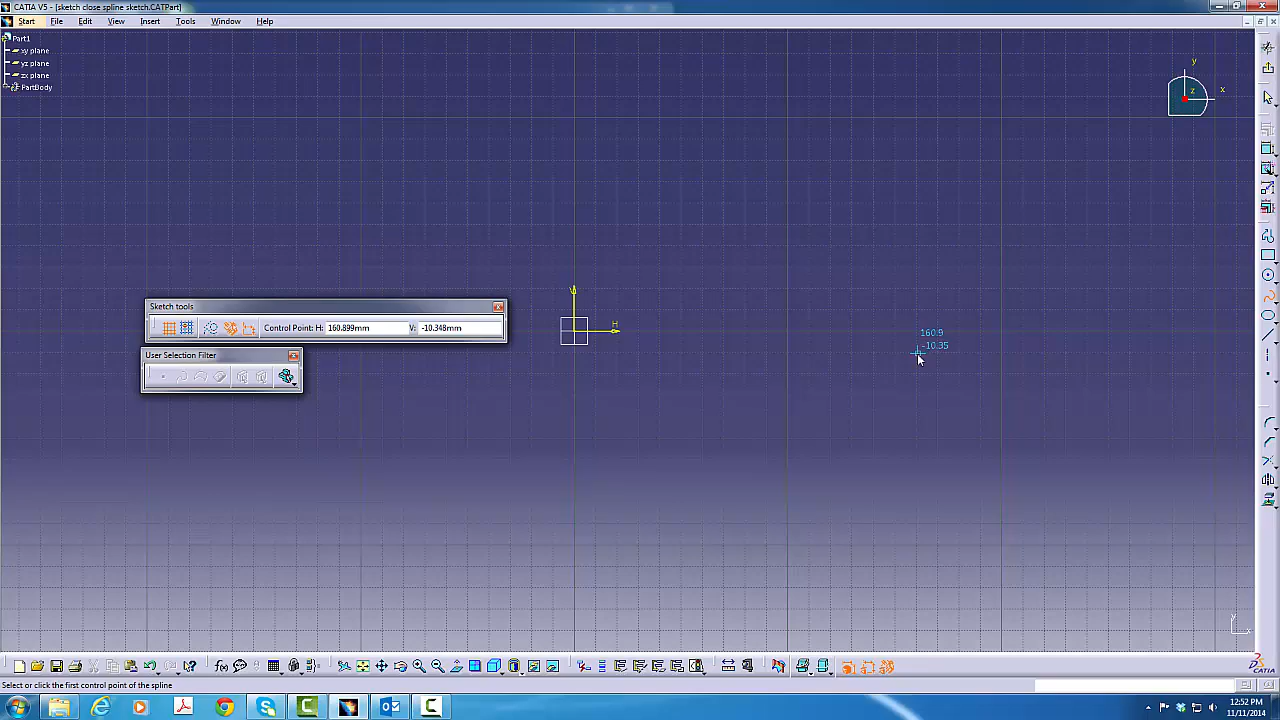 CATIA V5 - [sketch close spline sketch.CATPart]
Start File Edit View Insert Tools Window Help
Part1
xy plane
yz plane
zx plane
PartBody
y
x
z
V
H
Sketch tools
Control Point: H: 160.899mm V: -10.348mm
User Selection Filter
160.9
-10.35
y
x
f(x)
CATIA
Select or click the first control point of the spline
12:52 PM
11/11/2014